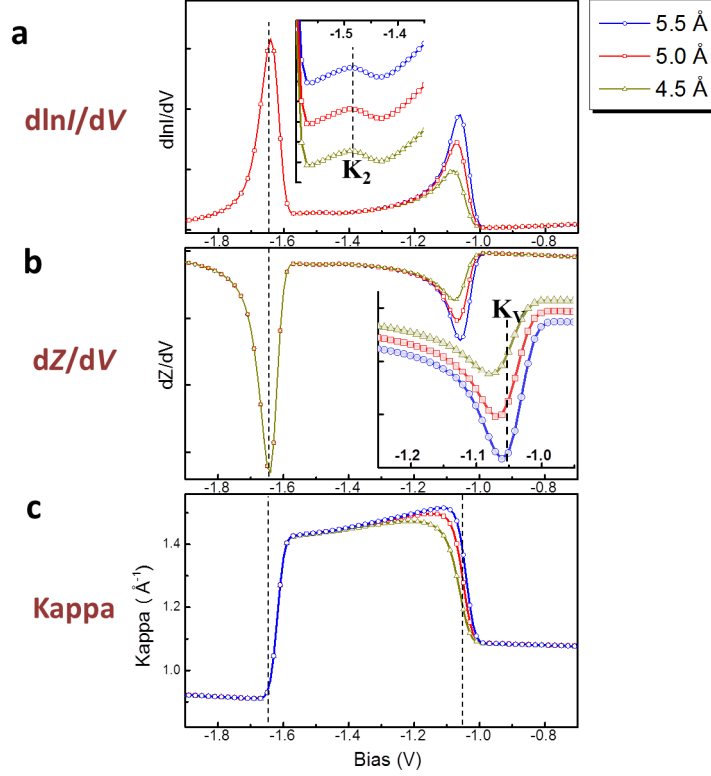 a
dlnI/dV
dlnI/dV
-1.5 -1.4
K2
5.5 Å
5.0 Å
4.5 Å
-1.8 -1.6 -1.4 -1.2 -1.0 -0.8
b
dZ/dV
dZ/dV
KV
-1.2 -1.1 -1.0
-1.8 -1.6 -1.4 -1.2 -1.0 -0.8
c
Kappa
Kappa ( Å-1)
1.4
1.2
1.0
-1.8 -1.6 -1.4 -1.2 -1.0 -0.8
Bias (V)